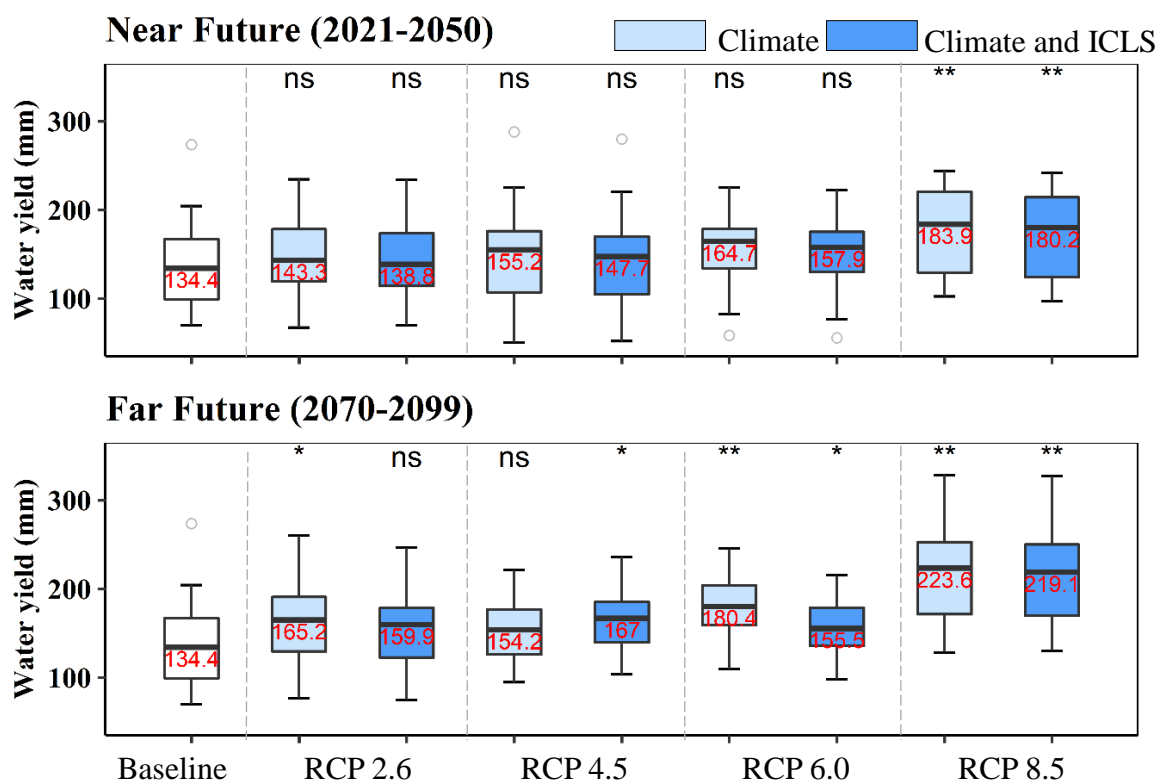 Near Future (2021-2050)
Climate
Climate and ICLS
ns ns ns ns ns ns ** **
Water yield (mm)
300
200
100
134.4 143.3 138.8 155.2 147.7 164.7 157.9 183.9 180.2
Far Future (2070-2099)
* ns ns * ** * ** **
Water yield (mm)
300
200
100
134.4 165.2 159.9 154.2 167 180.4 155.5 223.6 219.1
Baseline RCP 2.6 RCP 4.5 RCP 6.0 RCP 8.5